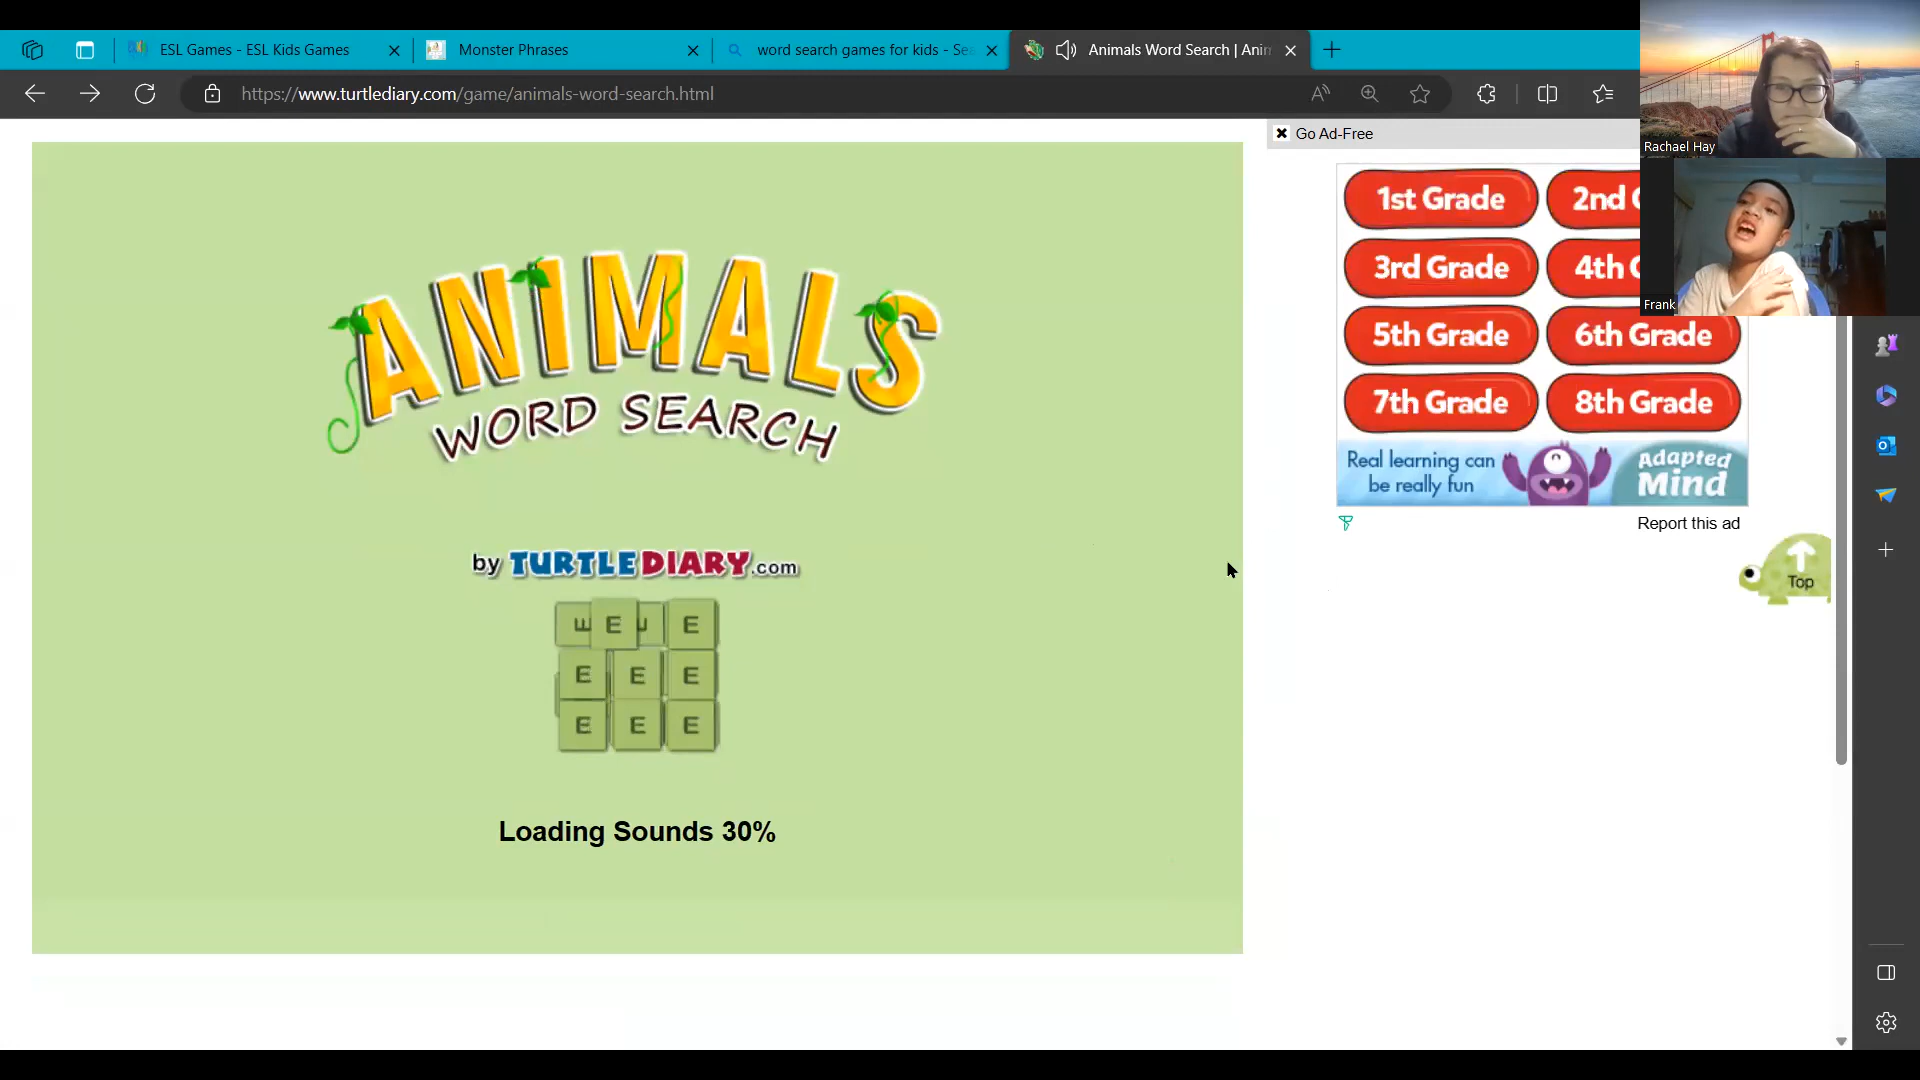 ESL Games - ESL Kids Games
Monster Phrases
word search games for kids - Sea
Animals Word Search | Anim
https://www.turtlediary.com/game/animals-word-search.html
Go Ad-Free
Rachael Hay
Frank
1st Grade
2nd G
3rd Grade
4th G
5th Grade
6th Grade
7th Grade
8th Grade
Real learning can
be really fun
Adapted
Mind
Report this ad
Top
ANIMALS
WORD SEARCH
by TURTLEDIARY.com
E E E E
E E E
E E E
Loading Sounds 30%